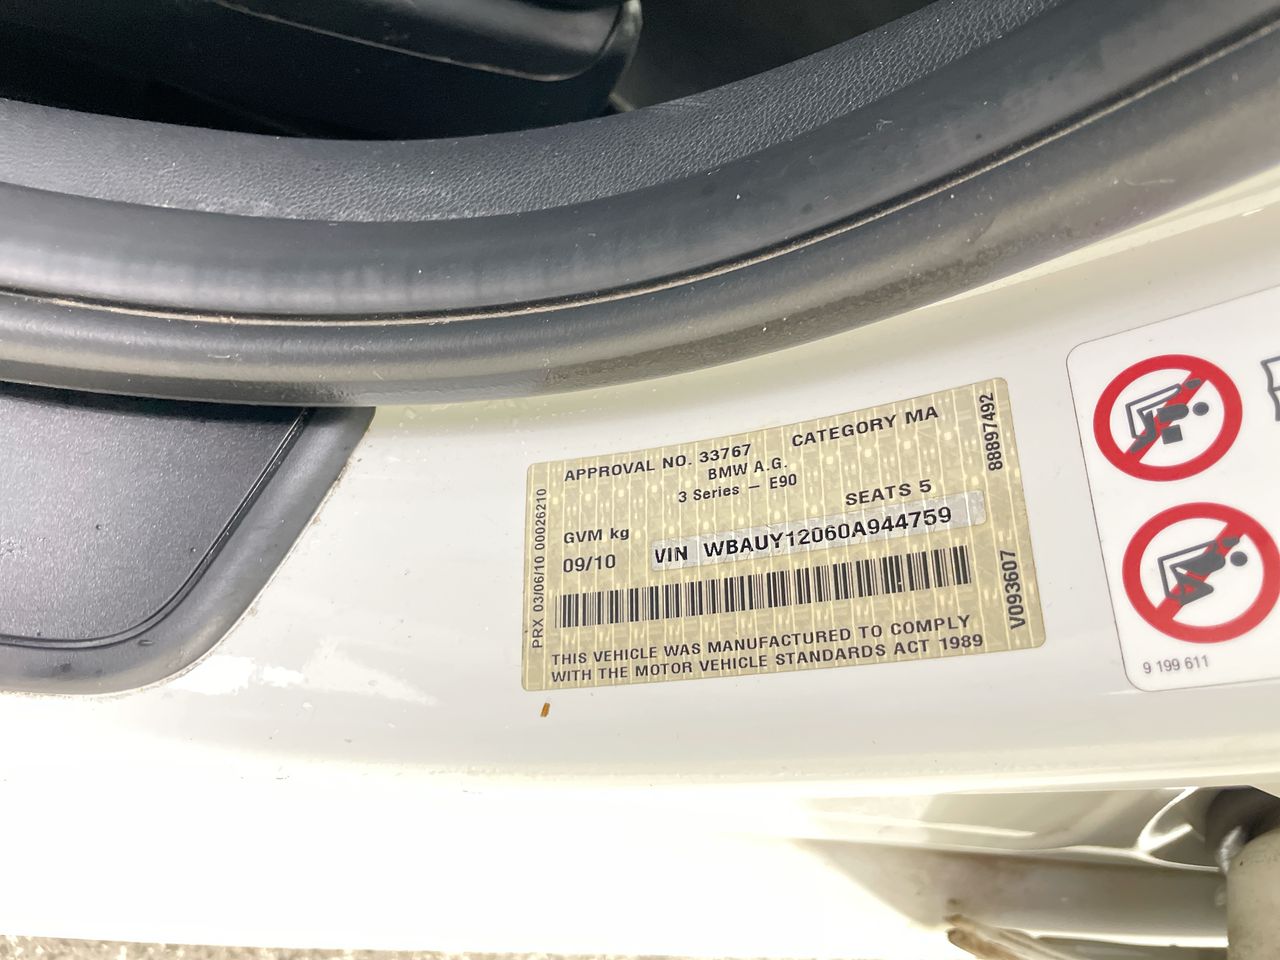 APPROVAL NO. 33767 CATEGORY MA
BMW A.G.
3 Series – E90
SEATS 5
GVM kg
09/10
VIN WBAUY12060A944759
THIS VEHICLE WAS MANUFACTURED TO COMPLY
WITH THE MOTOR VEHICLE STANDARDS ACT 1989
PRX 03/06/10 00026210
88897492
V093607
9 199 611